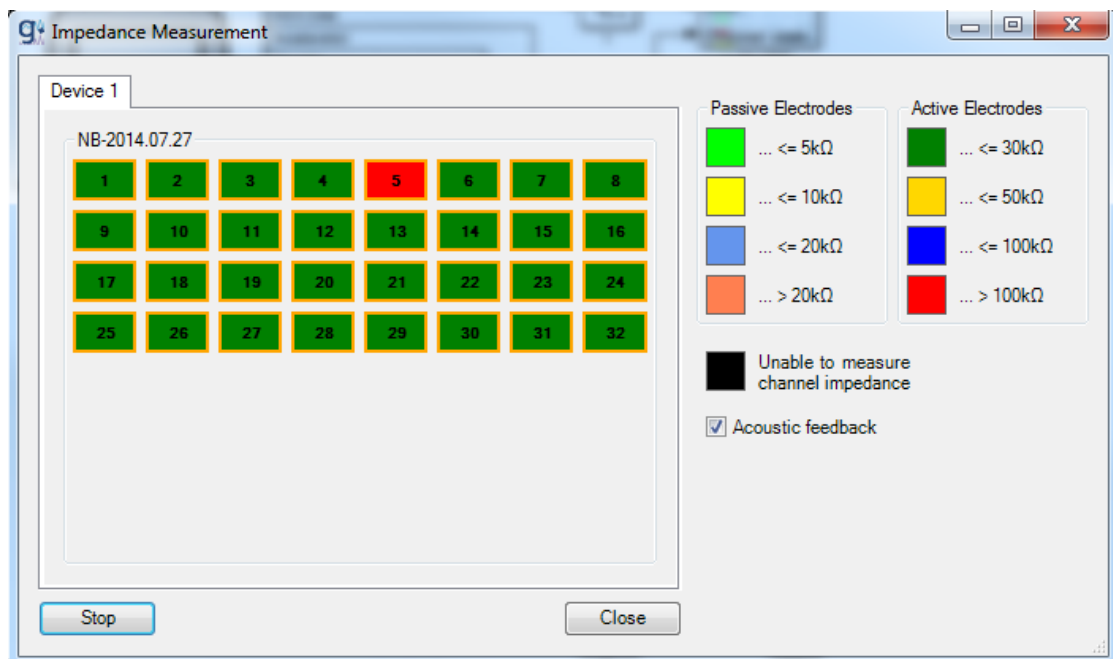 g Impedance Measurement
Device 1
NB-2014.07.27
1 2 3 4 5 6 7 8
9 10 11 12 13 14 15 16
17 18 19 20 21 22 23 24
25 26 27 28 29 30 31 32
Stop
Close
Passive Electrodes
... <= 5kΩ
... <= 10kΩ
... <= 20kΩ
... > 20kΩ
Active Electrodes
... <= 30kΩ
... <= 50kΩ
... <= 100kΩ
... > 100kΩ
Unable to measure
channel impedance
Acoustic feedback